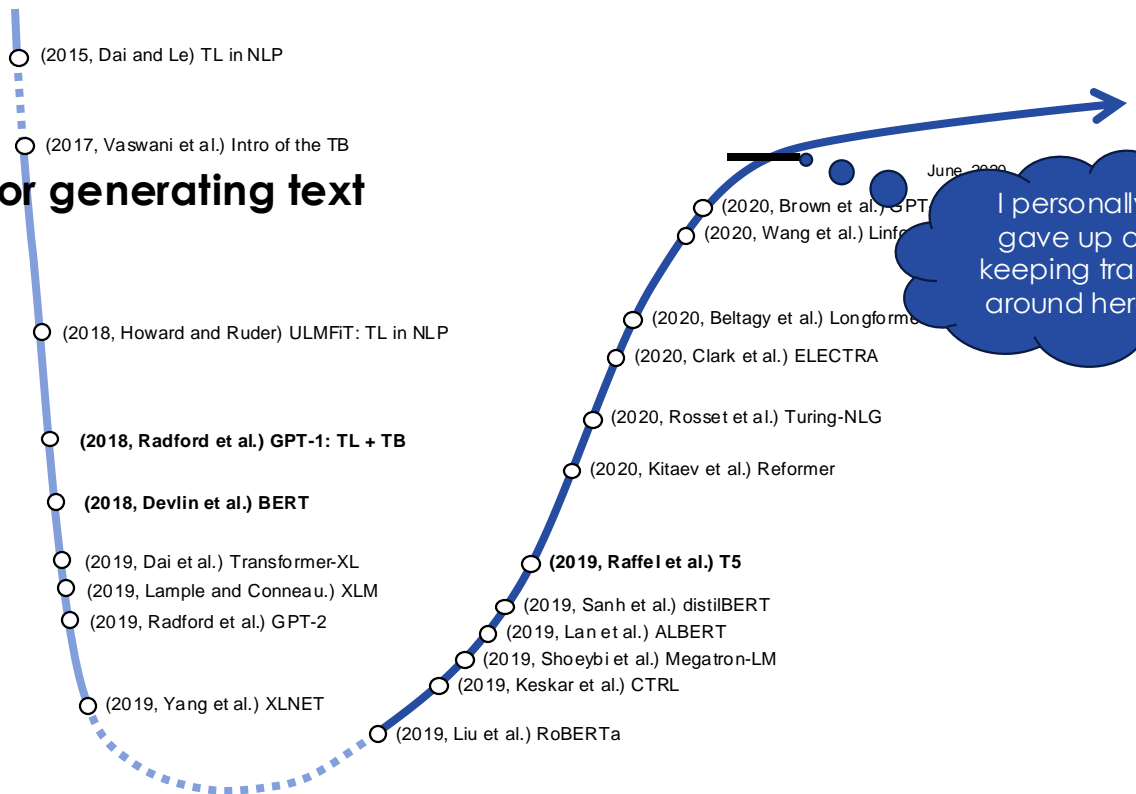 (2015, Dai and Le) TL in NLP
(2017, Vaswani et al.) Intro of the TB
or generating text
(2018, Howard and Ruder) ULMFiT: TL in NLP
(2018, Radford et al.) GPT-1: TL + TB
(2018, Devlin et al.) BERT
(2019, Dai et al.) Transformer-XL
(2019, Lample and Conneau.) XLM
(2019, Radford et al.) GPT-2
(2019, Yang et al.) XLNET
(2019, Liu et al.) RoBERTa
(2019, Keskar et al.) CTRL
(2019, Shoeybi et al.) Megatron-LM
(2019, Lan et al.) ALBERT
(2019, Sanh et al.) distilBERT
(2019, Raffel et al.) T5
(2020, Kitaev et al.) Reformer
(2020, Rosset et al.) Turing-NLG
(2020, Clark et al.) ELECTRA
(2020, Beltagy et al.) Longforme
(2020, Wang et al.) Linfo
(2020, Brown et al.) GPT-
June, 2020
I personally
gave up o
keeping tra
around her